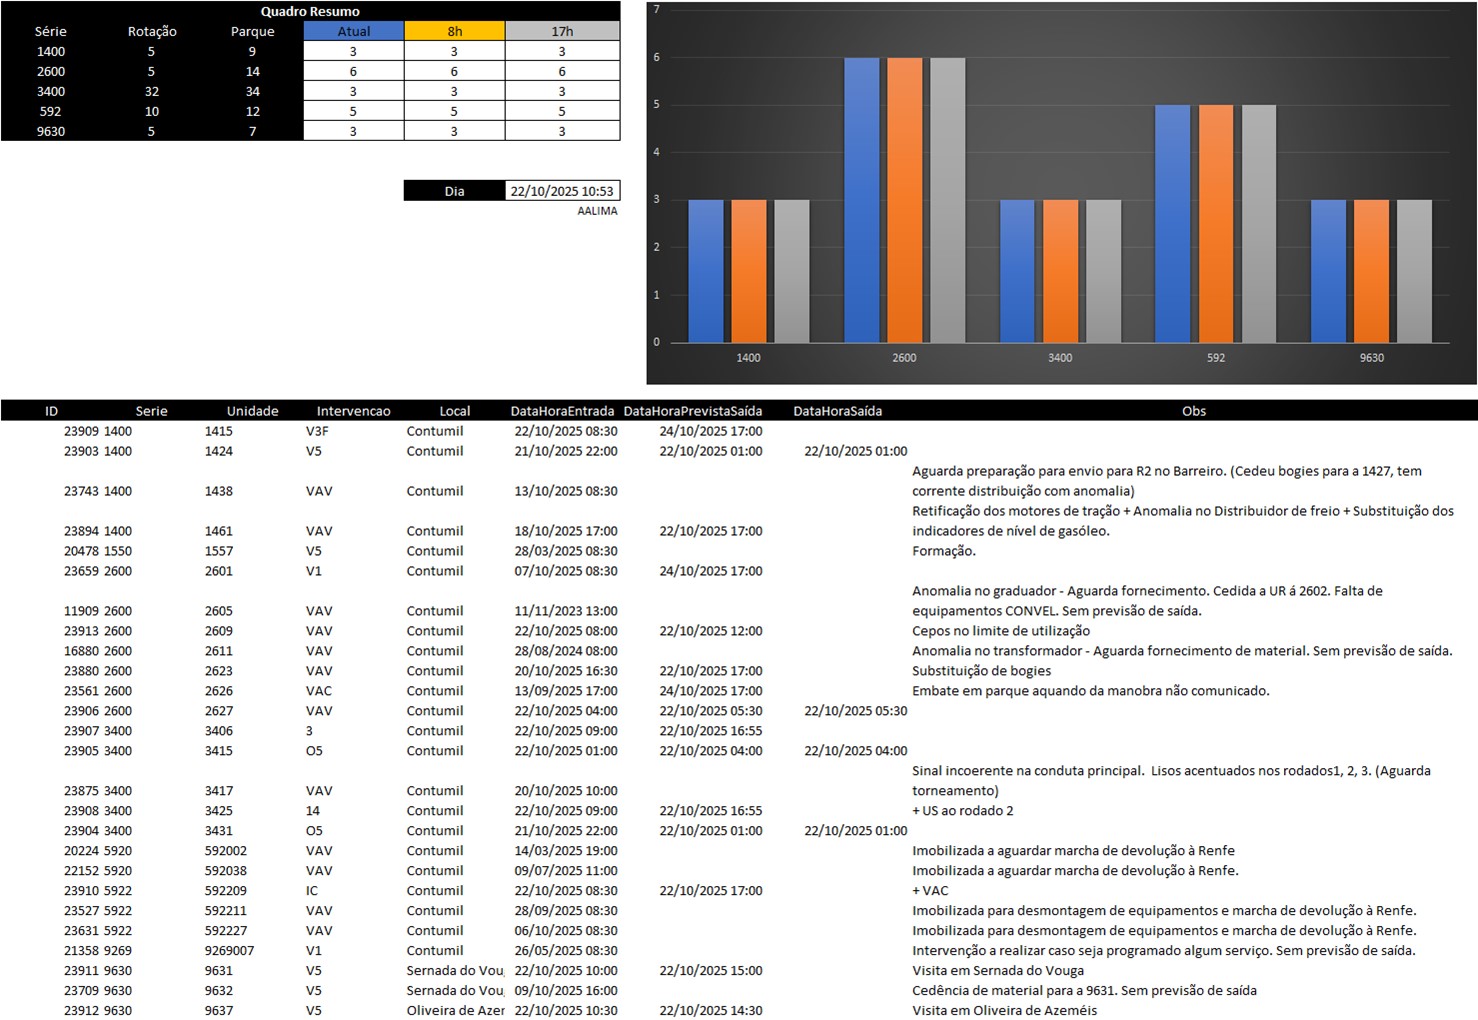 Quadro Resumo
Série Rotação Parque Atual 8h 17h
1400 5 9 3 3 3
2600 5 14 6 6 6
3400 32 34 3 3 3
592 10 12 5 5 5
9630 5 7 3 3 3
Dia 22/10/2025 10:53
AALIMA
7
6
5
4
3
2
1
0
1400 2600 3400 592 9630
ID Serie Unidade Intervencao Local DataHoraEntrada DataHoraPrevistaSaída DataHoraSaída Obs
23909 1400 1415 V3F Contumil 22/10/2025 08:30 24/10/2025 17:00
23903 1400 1424 V5 Contumil 21/10/2025 22:00 22/10/2025 01:00 22/10/2025 01:00
Aguarda preparação para envio para R2 no Barreiro. (Cedeu bogies para a 1427, tem
23743 1400 1438 VAV Contumil 13/10/2025 08:30 corrente distribuição com anomalia)
Retificação dos motores de tração + Anomalia no Distribuidor de freio + Substituição dos
23894 1400 1461 VAV Contumil 18/10/2025 17:00 22/10/2025 17:00 indicadores de nível de gasóleo.
20478 1550 1557 V5 Contumil 28/03/2025 08:30 Formação.
23659 2600 2601 V1 Contumil 07/10/2025 08:30 24/10/2025 17:00
Anomalia no graduador - Aguarda fornecimento. Cedida a UR á 2602. Falta de
11909 2600 2605 VAV Contumil 11/11/2023 13:00 equipamentos CONVEL. Sem previsão de saída.
23913 2600 2609 VAV Contumil 22/10/2025 08:00 22/10/2025 12:00 Cepos no limite de utilização
16880 2600 2611 VAV Contumil 28/08/2024 08:00 Anomalia no transformador - Aguarda fornecimento de material. Sem previsão de saída.
23880 2600 2623 VAV Contumil 20/10/2025 16:30 22/10/2025 17:00 Substituição de bogies
23561 2600 2626 VAC Contumil 13/09/2025 17:00 24/10/2025 17:00 Embate em parque aquando da manobra não comunicado.
23906 2600 2627 VAV Contumil 22/10/2025 04:00 22/10/2025 05:30 22/10/2025 05:30
23907 3400 3406 3 Contumil 22/10/2025 09:00 22/10/2025 16:55
23905 3400 3415 O5 Contumil 22/10/2025 01:00 22/10/2025 04:00 22/10/2025 04:00
Sinal incoerente na conduta principal.  Lisos acentuados nos rodados1, 2, 3. (Aguarda
23875 3400 3417 VAV Contumil 20/10/2025 10:00 torneamento)
23908 3400 3425 14 Contumil 22/10/2025 09:00 22/10/2025 16:55 + US ao rodado 2
23904 3400 3431 O5 Contumil 21/10/2025 22:00 22/10/2025 01:00 22/10/2025 01:00
20224 5920 592002 VAV Contumil 14/03/2025 19:00 Imobilizada a aguardar marcha de devolução à Renfe
22152 5920 592038 VAV Contumil 09/07/2025 11:00 Imobilizada a aguardar marcha de devolução à Renfe.
23910 5922 592209 IC Contumil 22/10/2025 08:30 22/10/2025 17:00 + VAC
23527 5922 592211 VAV Contumil 28/09/2025 08:30 Imobilizada para desmontagem de equipamentos e marcha de devolução à Renfe.
23631 5922 592227 VAV Contumil 06/10/2025 08:30 Imobilizada para desmontagem de equipamentos e marcha de devolução à Renfe.
21358 9269 9269007 V1 Contumil 26/05/2025 08:30 Intervenção a realizar caso seja programado algum serviço. Sem previsão de saída.
23911 9630 9631 V5 Sernada do Vou 22/10/2025 10:00 22/10/2025 15:00 Visita em Sernada do Vouga
23709 9630 9632 V5 Sernada do Vou 09/10/2025 16:00 Cedência de material para a 9631. Sem previsão de saída
23912 9630 9637 V5 Oliveira de Azer 22/10/2025 10:30 22/10/2025 14:30 Visita em Oliveira de Azeméis